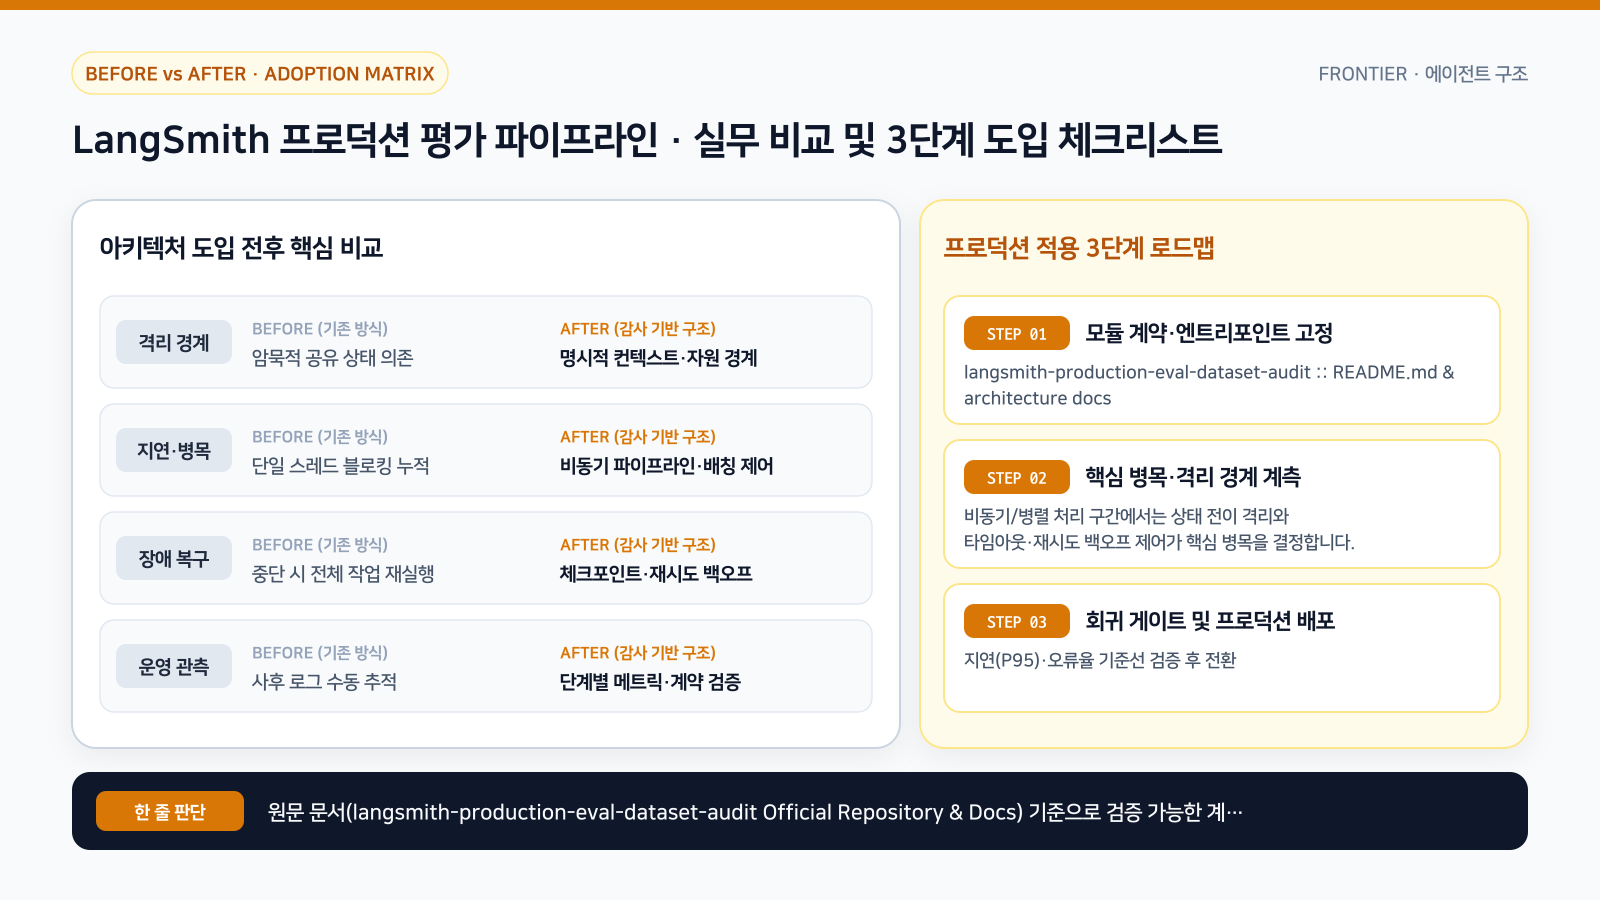 BEFORE vs AFTER · ADOPTION MATRIX
FRONTIER · 에이전트 구조
LangSmith 프로덕션 평가 파이프라인 · 실무 비교 및 3단계 도입 체크리스트
아키텍처 도입 전후 핵심 비교
격리 경계
BEFORE (기존 방식)
암묵적 공유 상태 의존
AFTER (감사 기반 구조)
명시적 컨텍스트·자원 경계
지연·병목
BEFORE (기존 방식)
단일 스레드 블로킹 누적
AFTER (감사 기반 구조)
비동기 파이프라인·배칭 제어
장애 복구
BEFORE (기존 방식)
중단 시 전체 작업 재실행
AFTER (감사 기반 구조)
체크포인트·재시도 백오프
운영 관측
BEFORE (기존 방식)
사후 로그 수동 추적
AFTER (감사 기반 구조)
단계별 메트릭·계약 검증
프로덕션 적용 3단계 로드맵
STEP 01
모듈 계약·엔트리포인트 고정
langsmith-production-eval-dataset-audit :: README.md &
architecture docs
STEP 02
핵심 병목·격리 경계 계측
비동기/병렬 처리 구간에서는 상태 전이 격리와
타임아웃·재시도 백오프 제어가 핵심 병목을 결정합니다.
STEP 03
회귀 게이트 및 프로덕션 배포
지연(P95)·오류율 기준선 검증 후 전환
한 줄 판단
원문 문서(langsmith-production-eval-dataset-audit Official Repository & Docs) 기준으로 검증 가능한 계…